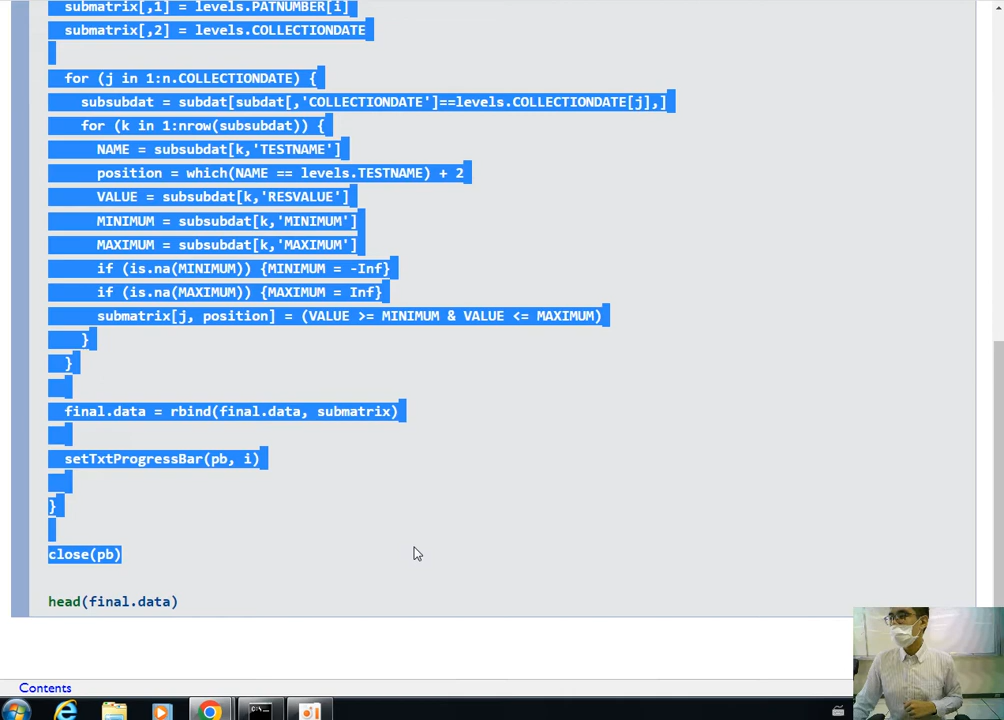 submatrix[,1] = levels.PATNUMBER[i]
submatrix[,2] = levels.COLLECTIONDATE
for (j in 1:n.COLLECTIONDATE) {
subsubdat = subdat[subdat[,'COLLECTIONDATE']==levels.COLLECTIONDATE[j],]
for (k in 1:nrow(subsubdat)) {
NAME = subsubdat[k,'TESTNAME']
position = which(NAME == levels.TESTNAME) + 2
VALUE = subsubdat[k,'RESVALUE']
MINIMUM = subsubdat[k,'MINIMUM']
MAXIMUM = subsubdat[k,'MAXIMUM']
if (is.na(MINIMUM)) {MINIMUM = -Inf}
if (is.na(MAXIMUM)) {MAXIMUM = Inf}
submatrix[j, position] = (VALUE >= MINIMUM & VALUE <= MAXIMUM)
}
}
final.data = rbind(final.data, submatrix)
setTxtProgressBar(pb, i)
}
close(pb)
head(final.data)
Contents